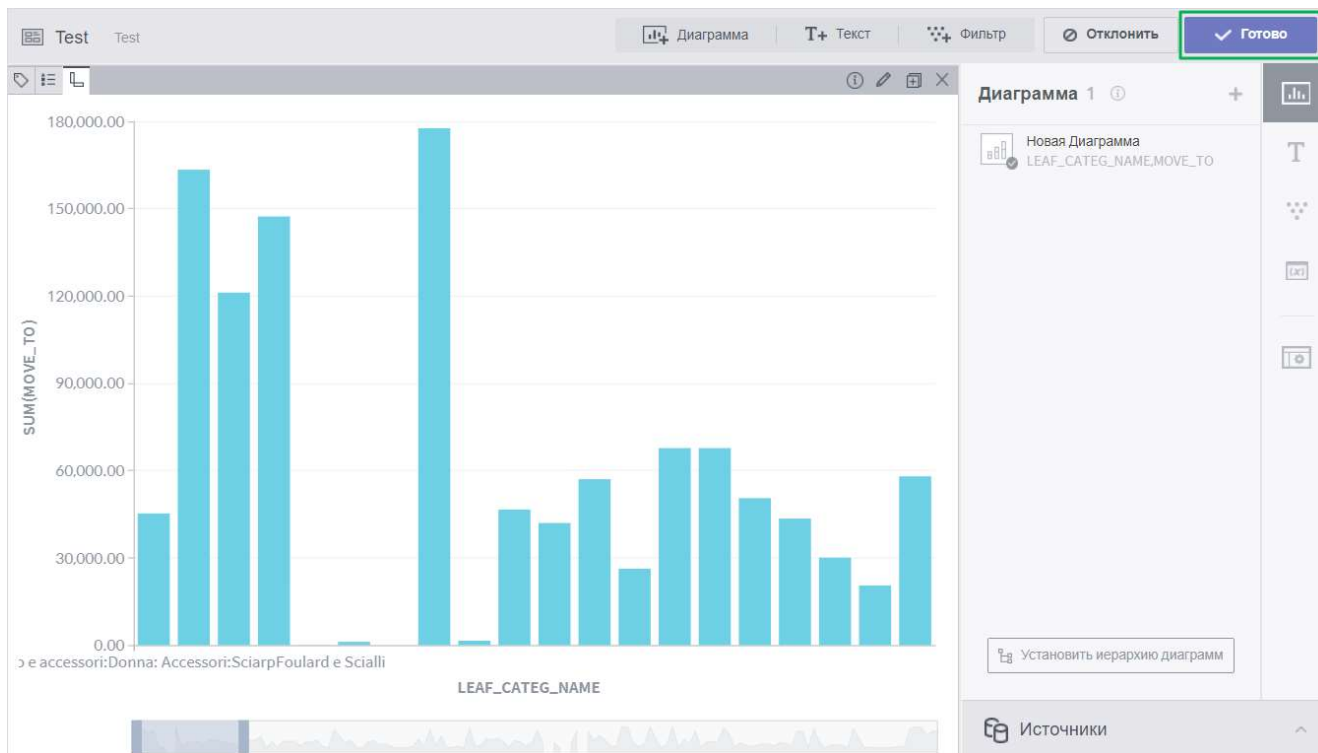 Test Test Диаграмма T+ Текст Фильтр Отклонить Готово
Диаграмма 1
Новая Диаграмма
LEAF_CATEG_NAME,MOVE_TO
T
(x)
180,000.00
150,000.00
120,000.00
90,000.00
60,000.00
30,000.00
0.00
SUM(MOVE_TO)
o e accessori:Donna: Accessori:SciarpFoulard e Scialli
LEAF_CATEG_NAME
Установить иерархию диаграмм
Источники